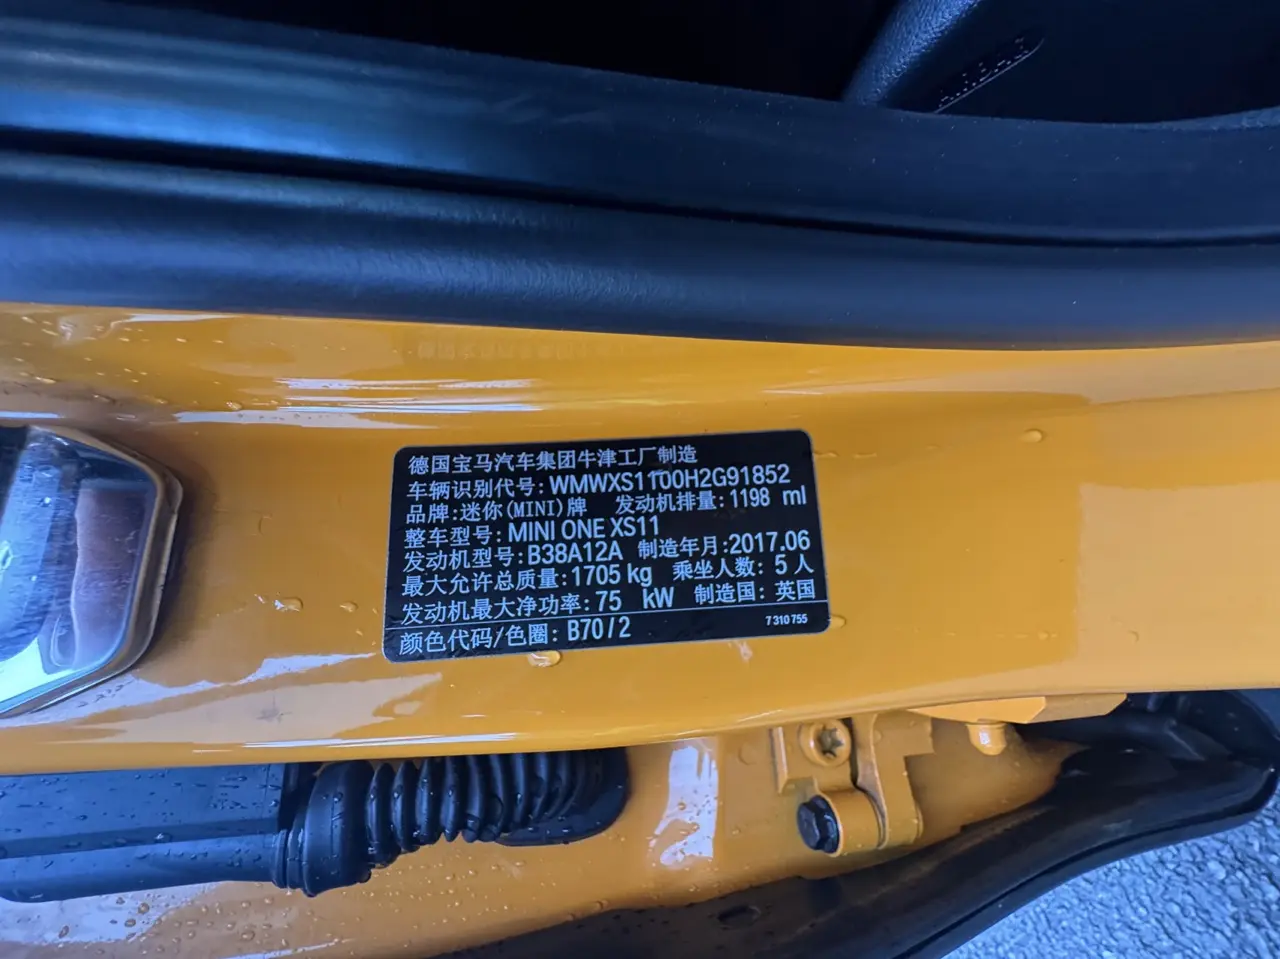 AIRBAG
德国宝马汽车集团牛津工厂制造
车辆识别代号: WMWXS1100H2G91852
品牌: 迷你(MINI)牌 发动机排量: 1198 ml
整车型号: MINI ONE XS11
发动机型号: B38A12A 制造年月: 2017.06
最大允许总质量: 1705 kg 乘坐人数: 5 人
发动机最大净功率: 75 kW 制造国: 英国
颜色代码/色圈: B70/2 7 310 755